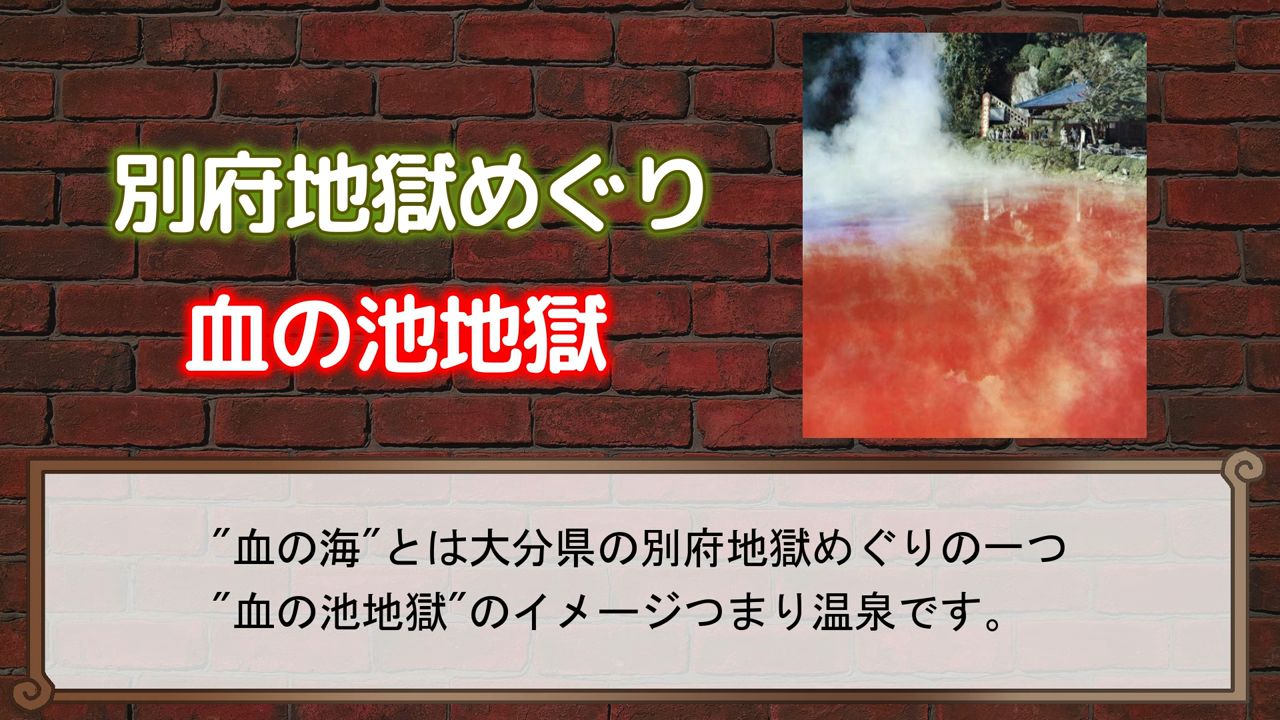 別府地獄めぐり
血の池地獄
"血の海"とは大分県の別府地獄めぐりの一つ
"血の池地獄"のイメージつまり温泉です。